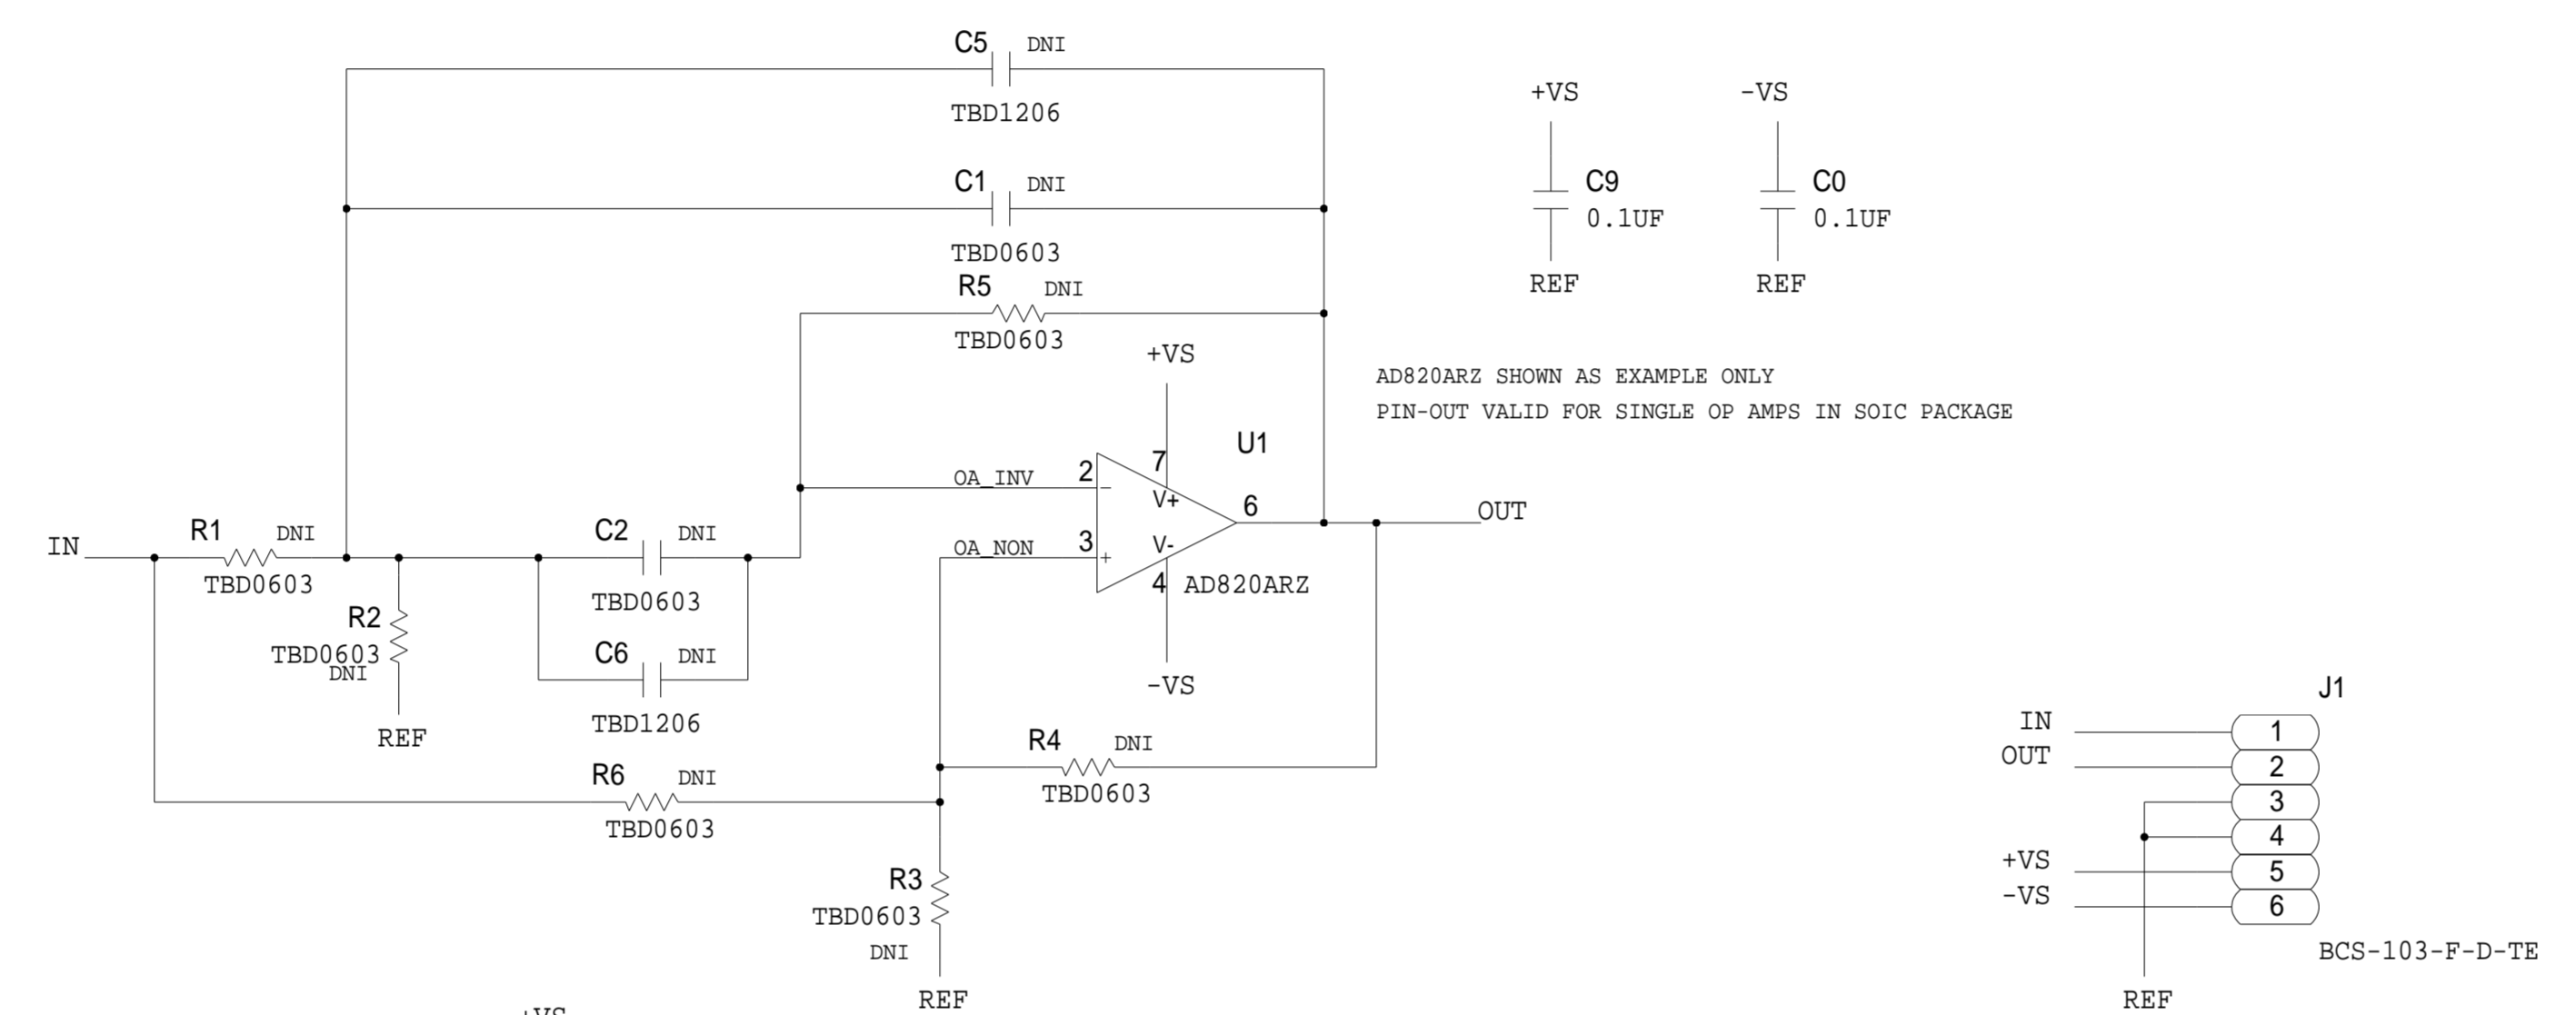 C5 DNI
TBD1206
C1 DNI
TBD0603
R5 DNI
TBD0603
+VS
C9
0.1UF
REF
-VS
C0
0.1UF
REF
AD820ARZ SHOWN AS EXAMPLE ONLY
PIN-OUT VALID FOR SINGLE OP AMPS IN SOIC PACKAGE
+VS
U1
OA_INV 2
7
V+
6
OUT
OA_NON 3
V-
4
AD820ARZ
-VS
IN
R1 DNI
TBD0603
C2 DNI
TBD0603
R2
TBD0603
DNI
REF
C6 DNI
TBD1206
R6 DNI
TBD0603
R4 DNI
TBD0603
R3
TBD0603
DNI
REF
J1
IN 1
OUT 2
3
4
+VS 5
-VS 6
BCS-103-F-D-TE
REF
+VS